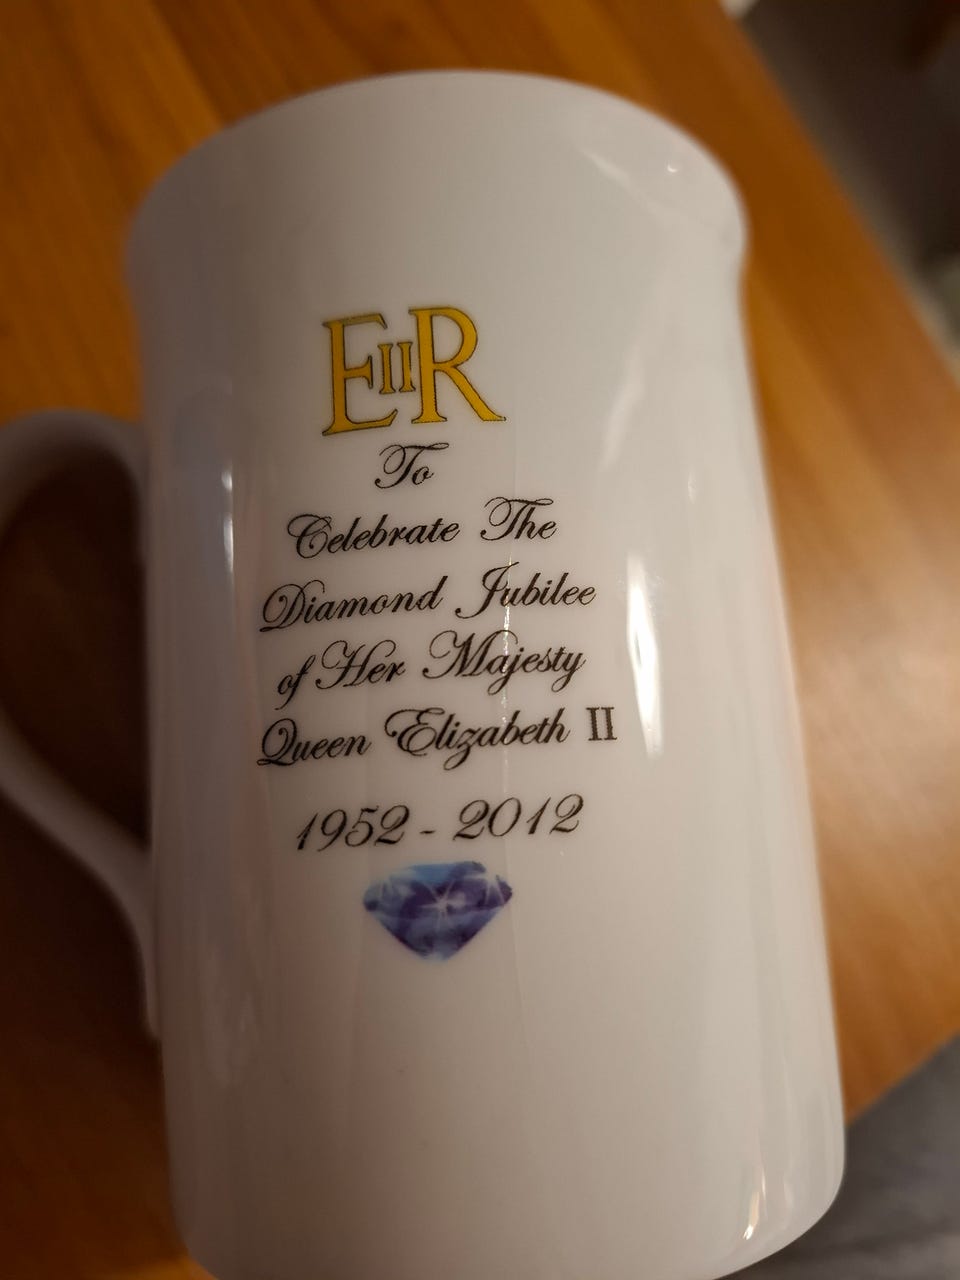 EIIR
To
Celebrate The
Diamond Jubilee
of Her Majesty
Queen Elizabeth II
1952 - 2012